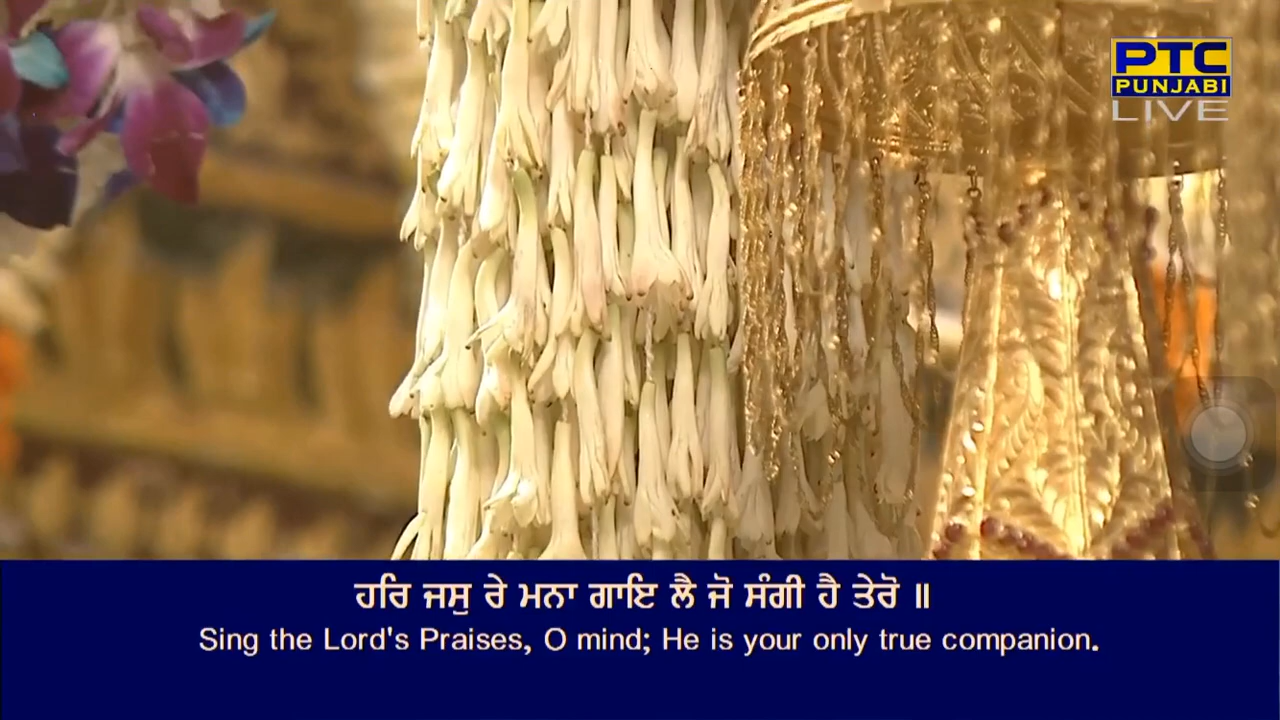 PTC
PUNJABI
LIVE
ਹਰਿ ਜਸੁ ਰੇ ਮਨਾ ਗਾਇ ਲੈ ਜੋ ਸੰਗੀ ਹੈ ਤੇਰੋ ॥
Sing the Lord's Praises, O mind; He is your only true companion.